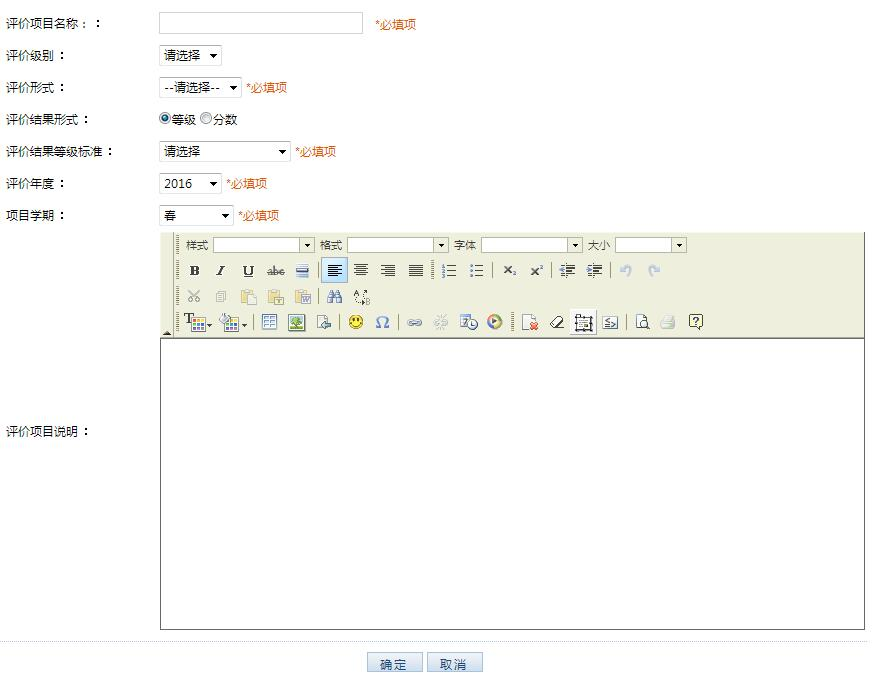 评价项目名称：： *必填项
评价级别： 请选择
评价形式： --请选择-- *必填项
评价结果形式： 等级 分数
评价结果等级标准： 请选择 *必填项
评价年度： 2016 *必填项
项目学期： 春 *必填项
样式 格式 字体 大小
B I U abc
评价项目说明：
确定 取消